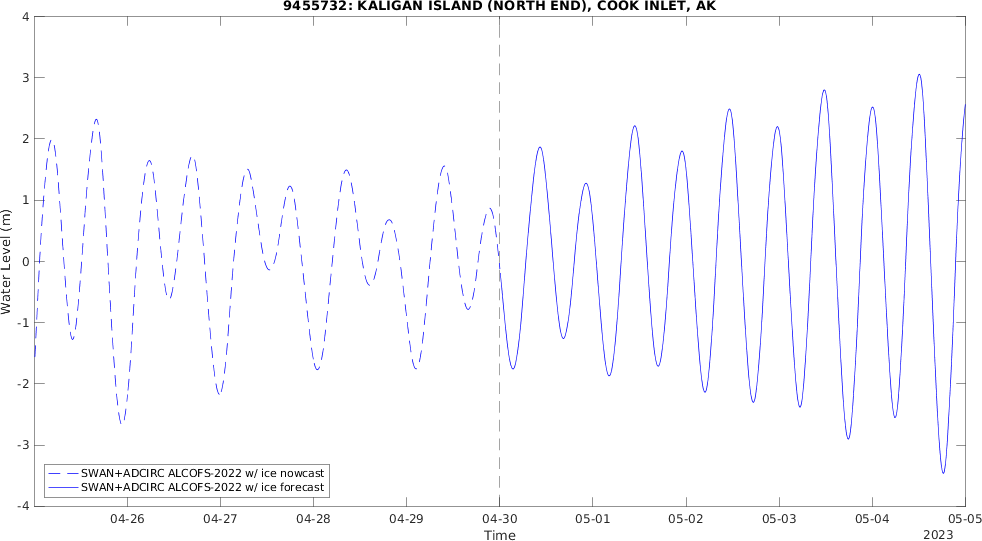 9455732: KALIGAN ISLAND (NORTH END), COOK INLET, AK
4
3
2
1
0
-1
-2
-3
-4
Water Level (m)
SWAN+ADCIRC ALCOFS-2022 w/ ice nowcast
SWAN+ADCIRC ALCOFS-2022 w/ ice forecast
04-26 04-27 04-28 04-29 04-30 05-01 05-02 05-03 05-04 05-05
Time
2023